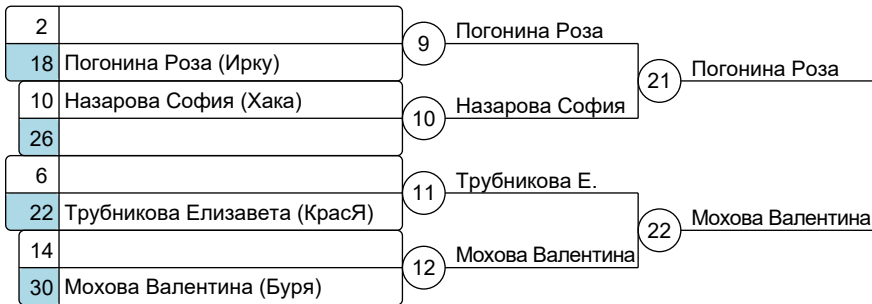 2
18 Погонина Роза (Ирку)
9 Погонина Роза
10 Назарова София (Хака)
26
10 Назарова София
21 Погонина Роза
6
22 Трубникова Елизавета (КрасЯ)
11 Трубникова Е.
14
30 Мохова Валентина (Буря)
12 Мохова Валентина
22 Мохова Валентина